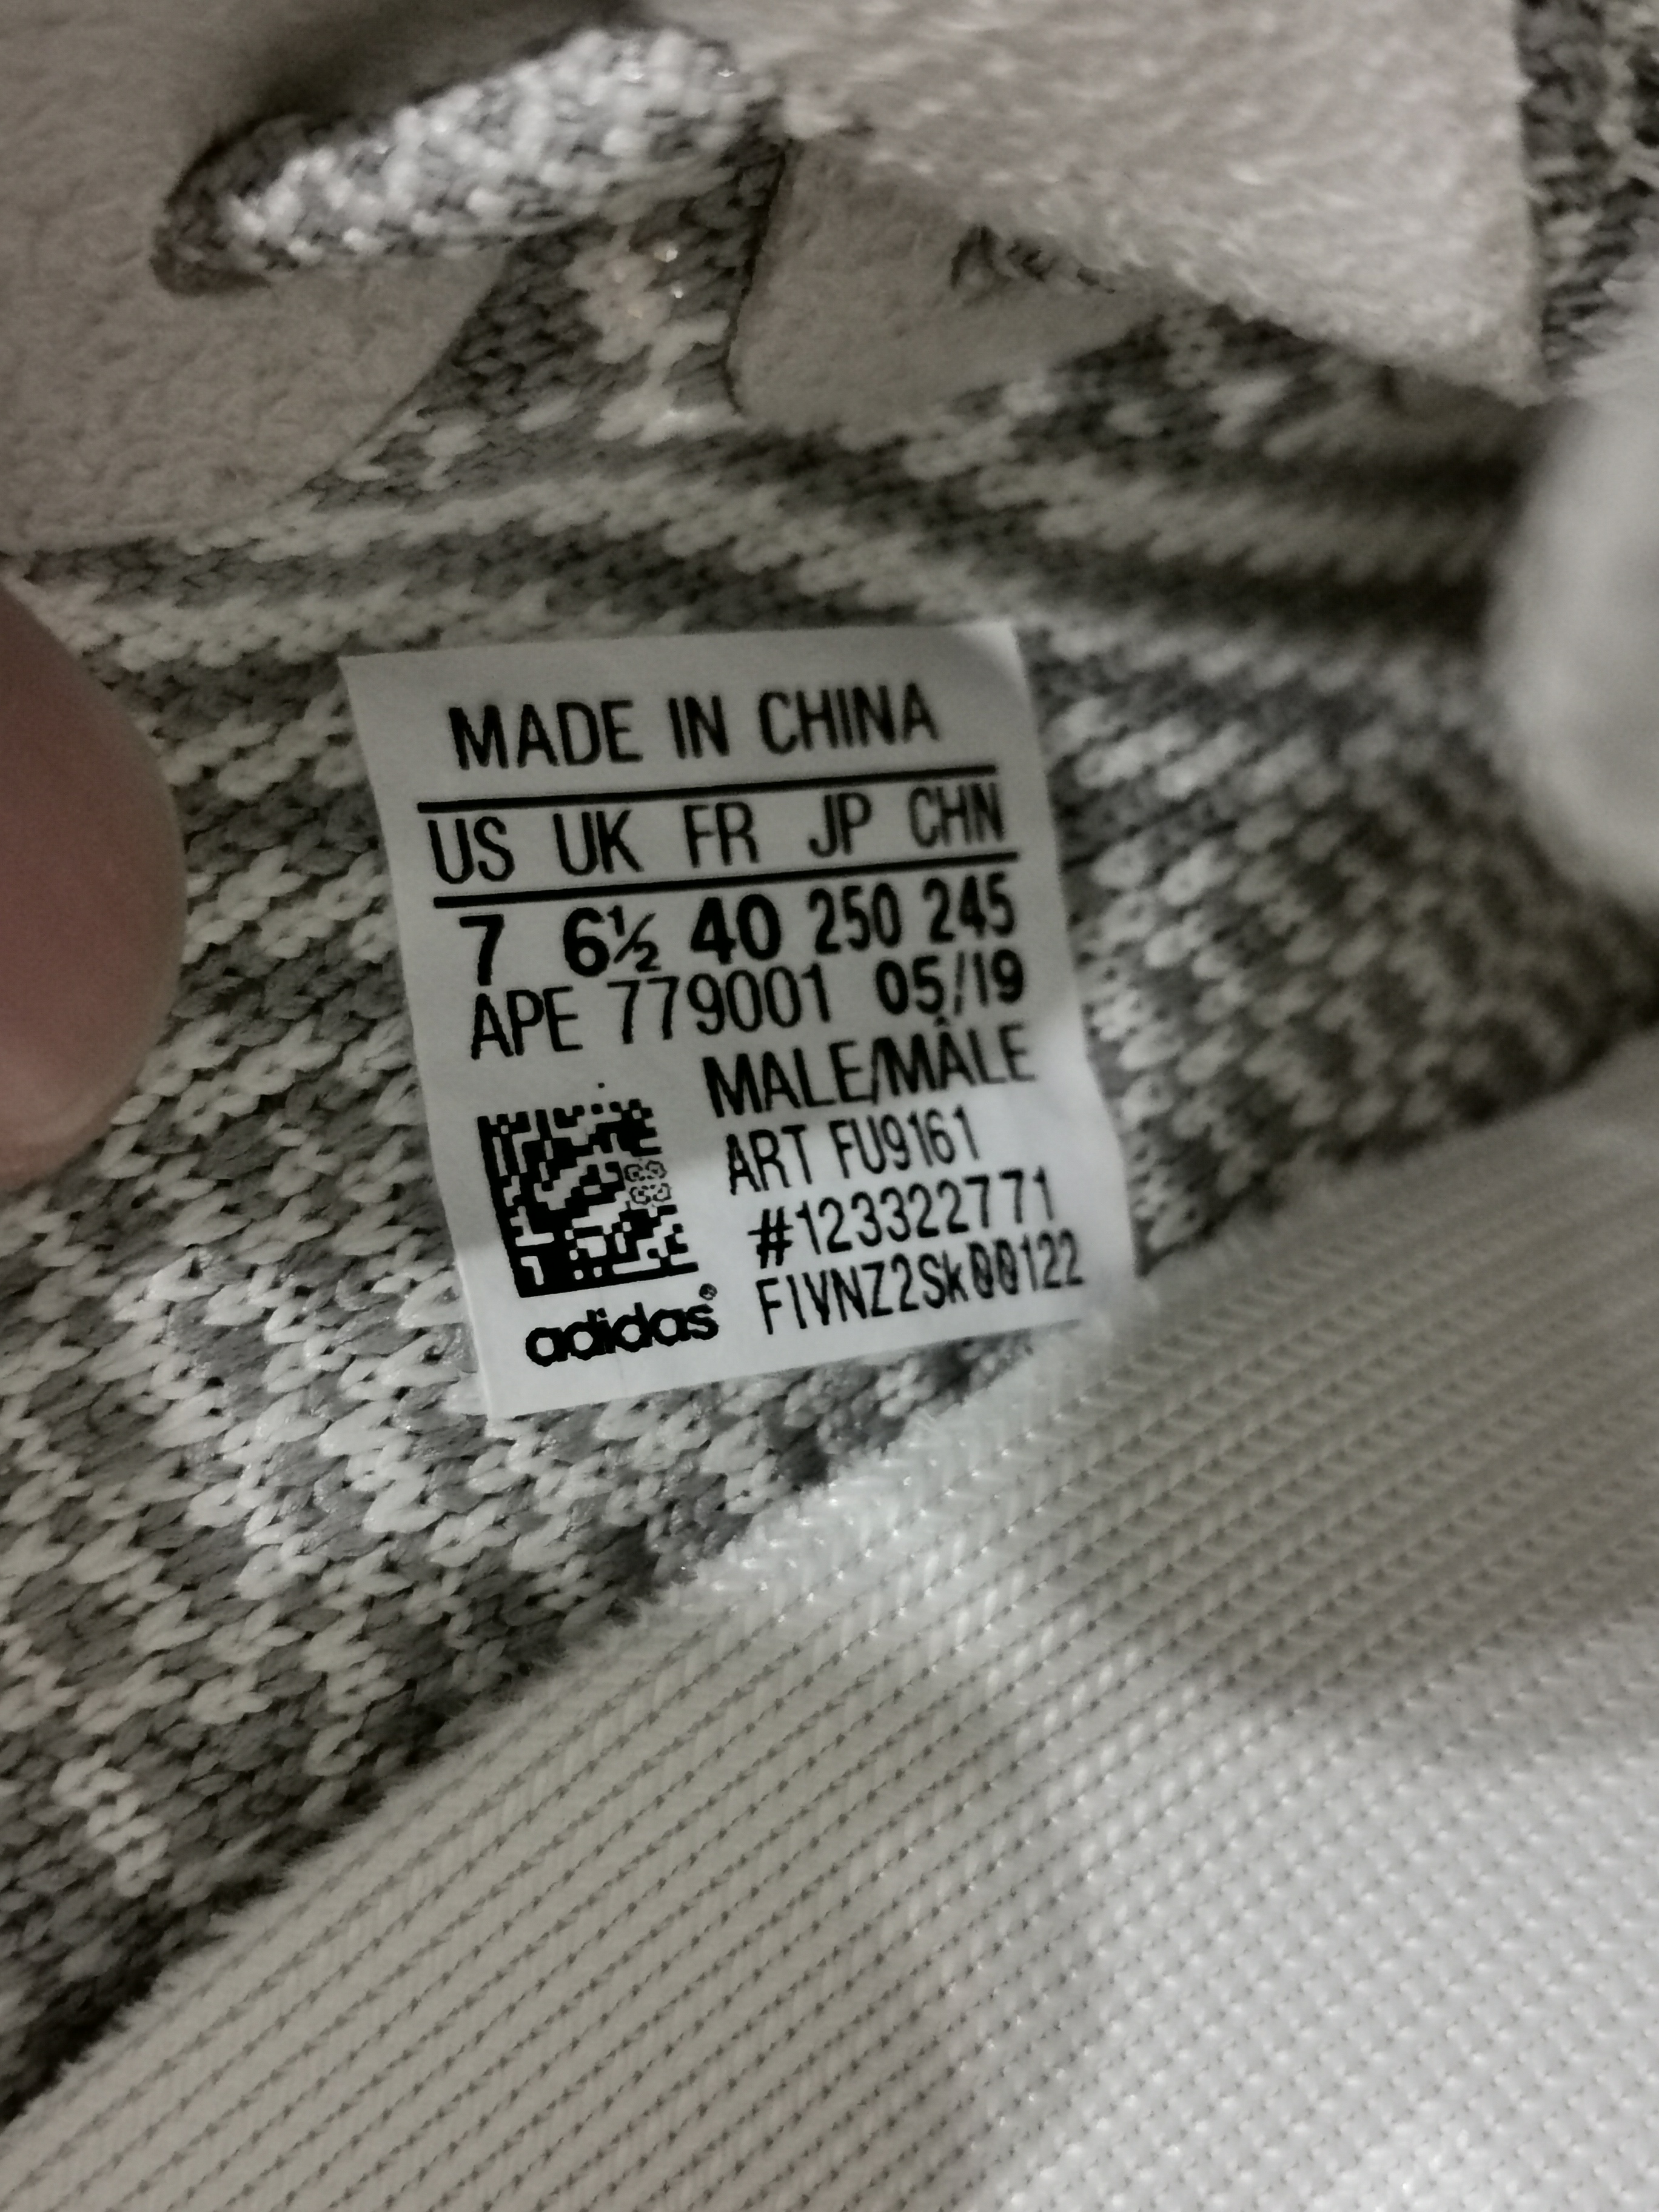 MADE IN CHINA
US UK FR JP CHN
7 6½ 40 250 245
APE 779001 05/19
MALE/MÂLE
ART FU9161
#123322771
FIVNZ2Sk00122
adidas®